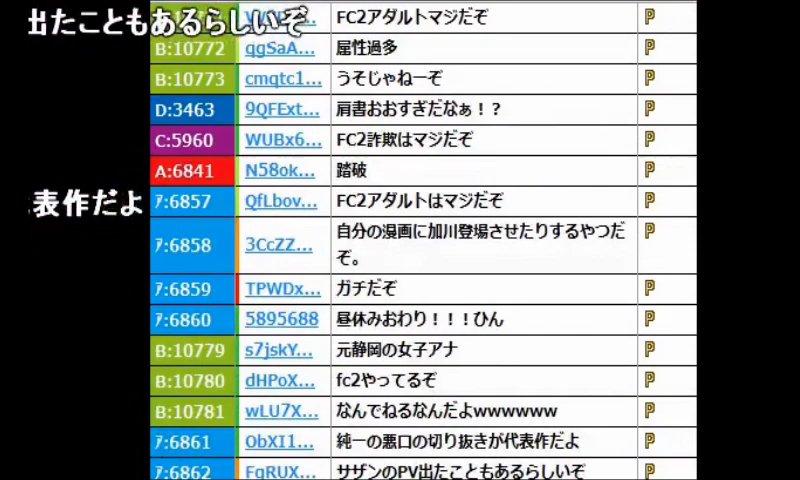 出たこともあるらしいぞ
FC2アダルトマジだぞ
B:10772 qgSaA... 屈性過多
B:10773 cmqtc1... うそじゃねーぞ
D:3463 9QFExt... 肩書おおすぎだなぁ！？
C:5960 WUBx6... FC2詐欺はマジだぞ
A:6841 N58ok... 踏破
表作だよ
ｱ:6857 QfLbov... FC2アダルトはマジだぞ
ｱ:6858 3CcZZ... 自分の漫画に加川登場させたりするやつだ
ぞ。
ｱ:6859 TPWDx... ガチだぞ
ｱ:6860 5895688 昼休みおわり！！！ひん
B:10779 s7jskY... 元静岡の女子アナ
B:10780 dHPoX... fc2やってるぞ
B:10781 wLU7X... なんでねるなんだよwwwwww
ｱ:6861 ObXI1... 純一の悪口の切り抜きが代表作だよ
ｱ:6862 FgRUX... サザンのPV出たこともあるらしいぞ